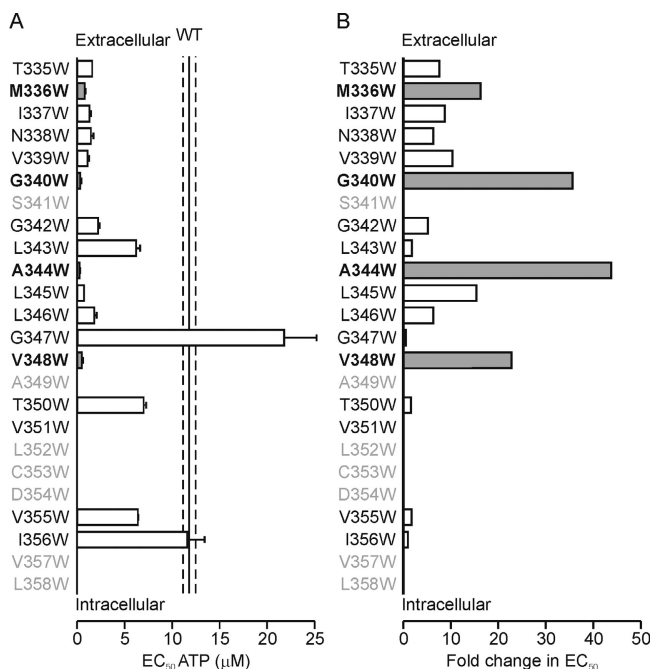 A
B
Extracellular
WT
Extracellular
T335W
M336W
I337W
N338W
V339W
G340W
S341W
G342W
L343W
A344W
L345W
L346W
G347W
V348W
A349W
T350W
V351W
L352W
C353W
D354W
V355W
I356W
V357W
L358W
Intracellular
0 5 10 15 20 25
EC50 ATP (μM)
T335W
M336W
I337W
N338W
V339W
G340W
S341W
G342W
L343W
A344W
L345W
L346W
G347W
V348W
A349W
T350W
V351W
L352W
C353W
D354W
V355W
I356W
V357W
L358W
Intracellular
0 10 20 30 40 50
Fold change in EC50